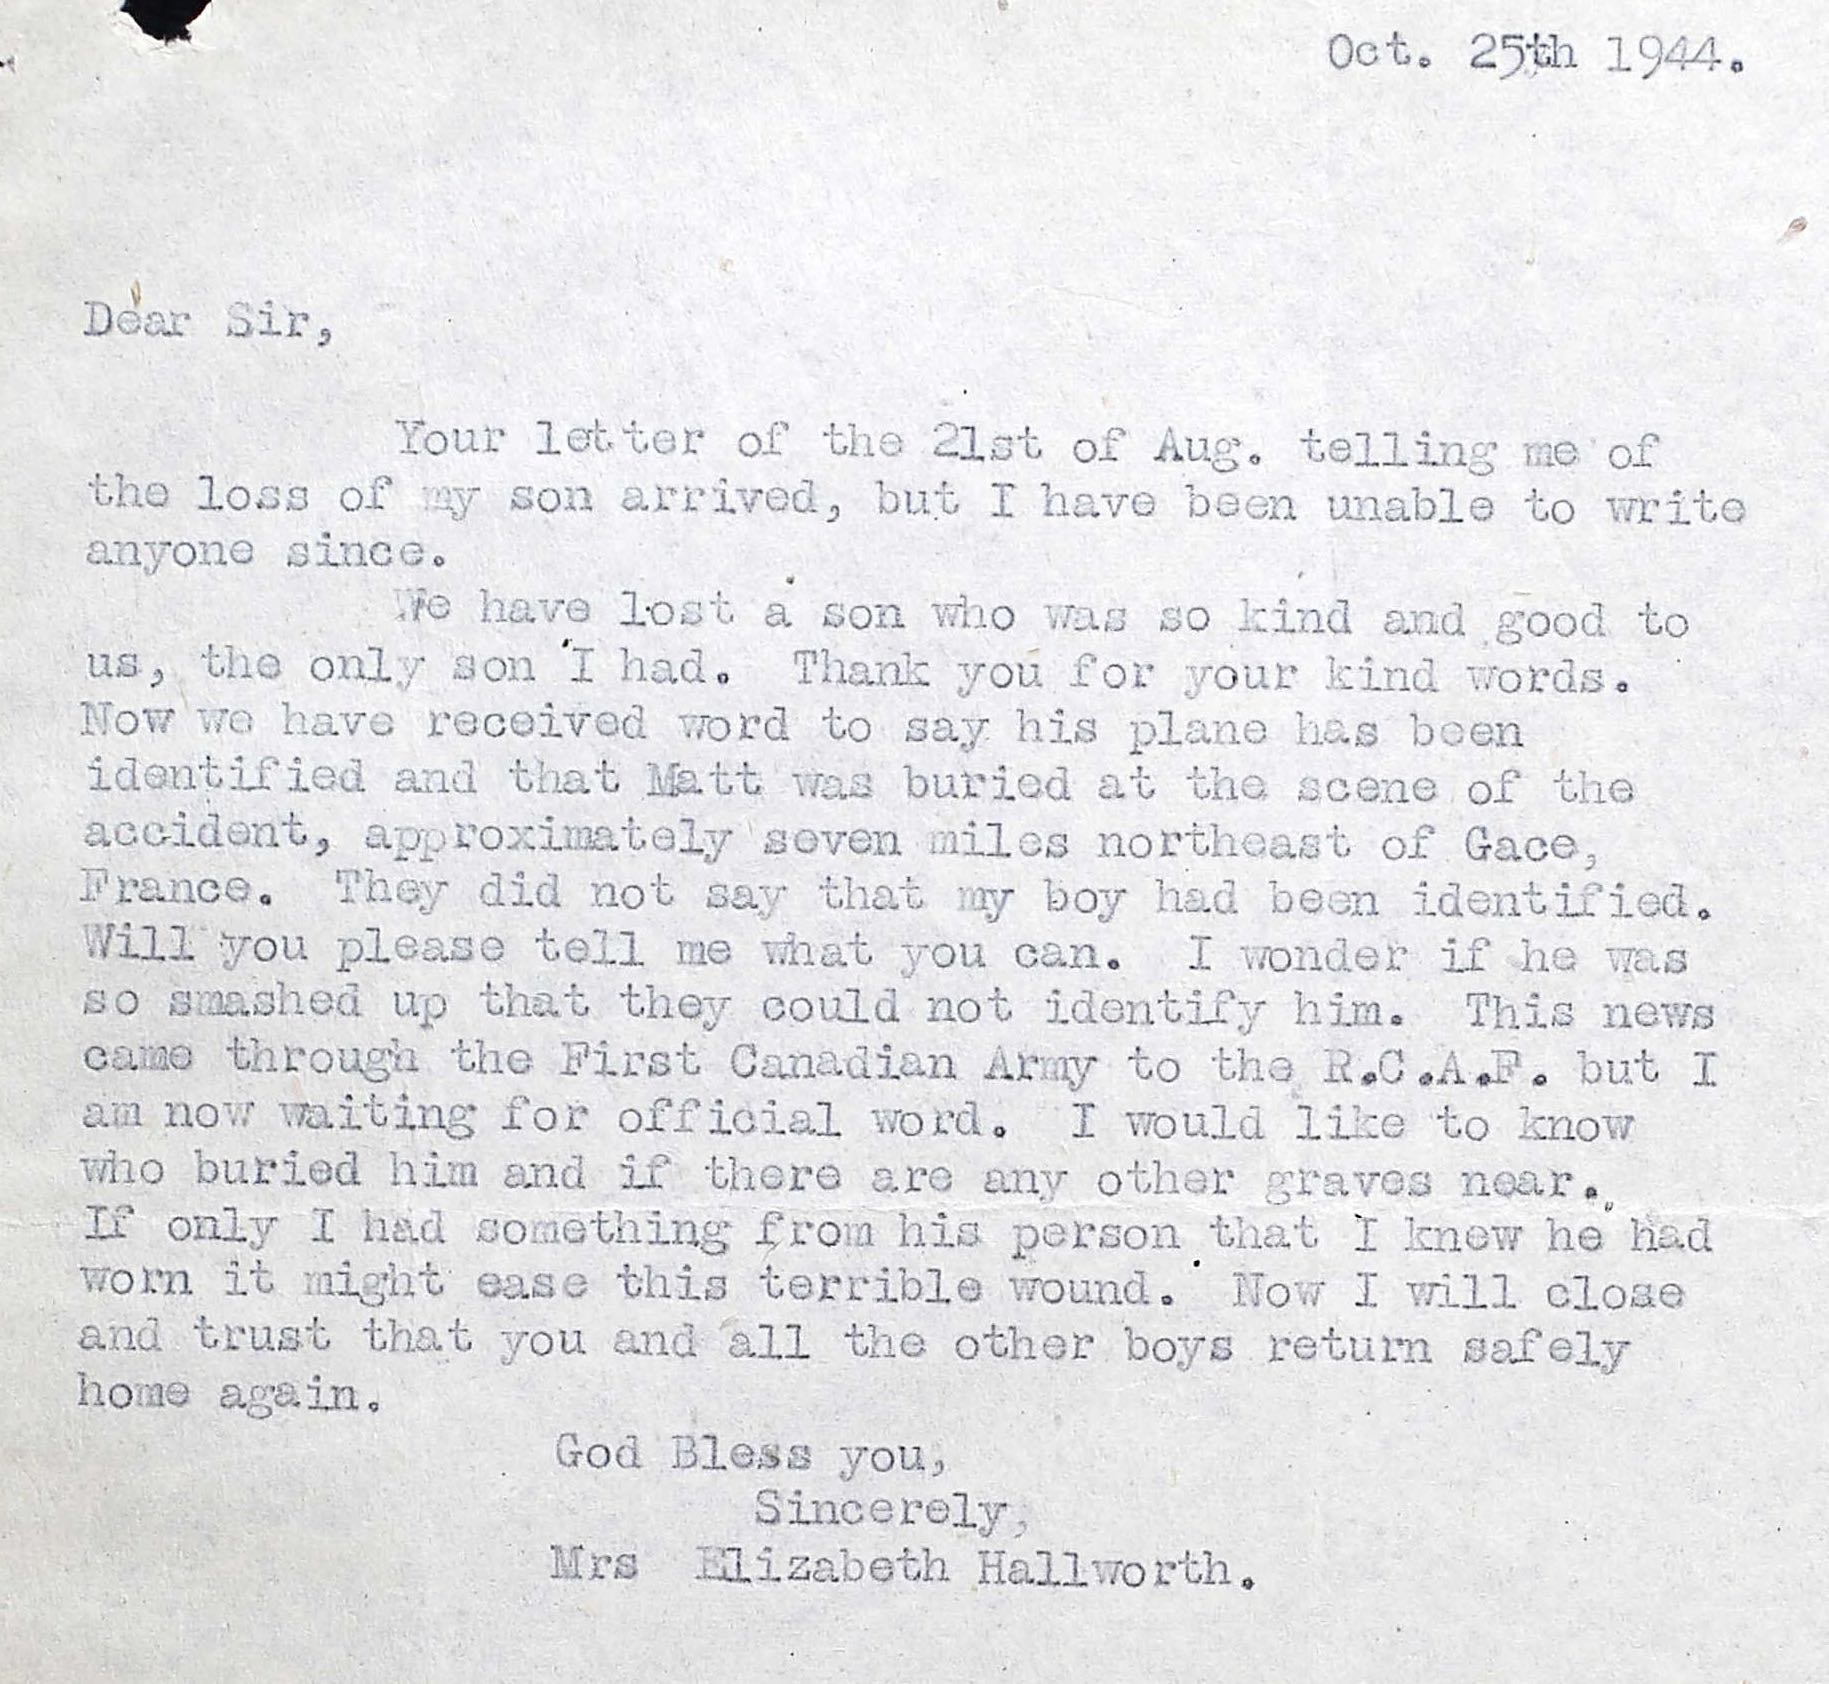 Oct. 25th 1944.
Dear Sir,
Your letter of the 21st of Aug. telling me of
the loss of my son arrived, but I have been unable to write
anyone since.
We have lost a son who was so kind and good to
us, the only son I had. Thank you for your kind words.
Now we have received word to say his plane has been
identified and that Matt was buried at the scene of the
accident, approximately seven miles northeast of Gace,
France. They did not say that my boy had been identified.
Will you please tell me what you can. I wonder if he was
so smashed up that they could not identify him. This news
came through the First Canadian Army to the R.C.A.F. but I
am now waiting for official word. I would like to know
who buried him and if there are any other graves near.
If only I had something from his person that I knew he had
worn it might ease this terrible wound. Now I will close
and trust that you and all the other boys return safely
home again.
God Bless you,
Sincerely,
Mrs Elizabeth Hallworth.